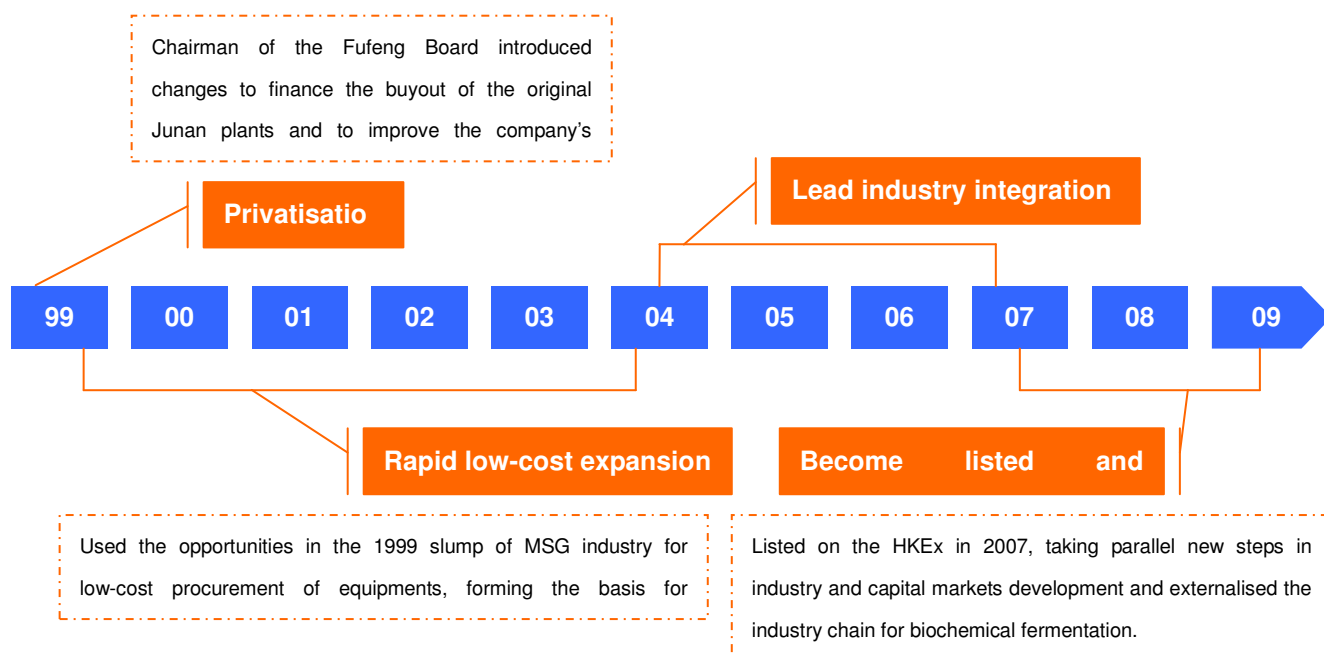 Chairman of the Fufeng Board introduced
changes to finance the buyout of the original
Junan plants and to improve the company's
Privatisatio
Lead industry integration
99 00 01 02 03 04 05 06 07 08 09
Rapid low-cost expansion
Become listed and
Used the opportunities in the 1999 slump of MSG industry for
low-cost procurement of equipments, forming the basis for
Listed on the HKEx in 2007, taking parallel new steps in
industry and capital markets development and externalised the
industry chain for biochemical fermentation.